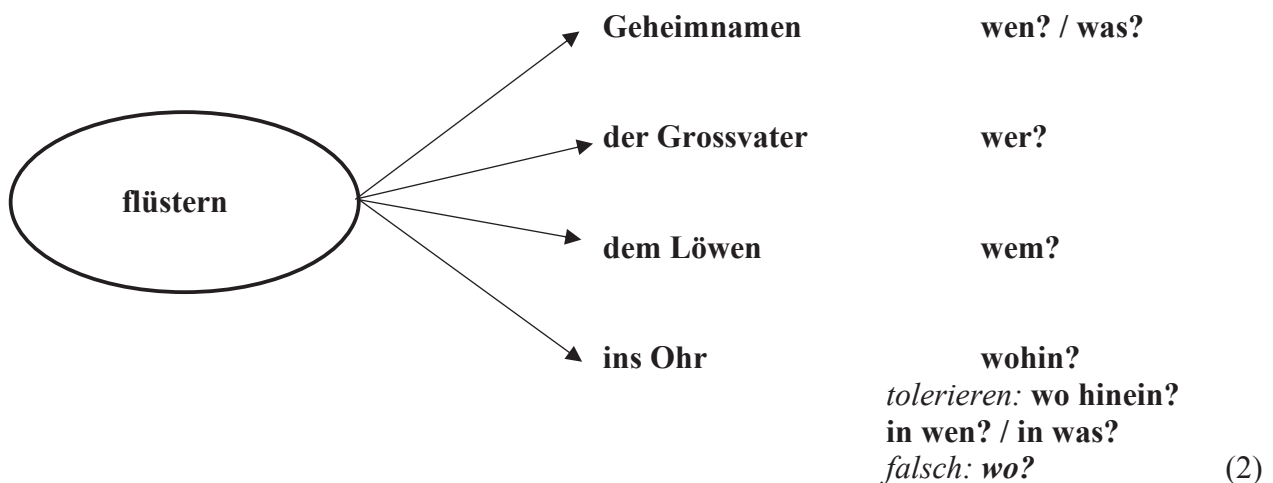 Geheimnamen wen? / was?
der Grossvater wer?
flüstern
dem Löwen wem?
ins Ohr wohin?
tolerieren: wo hinein?
in wen? / in was?
falsch: wo? (2)